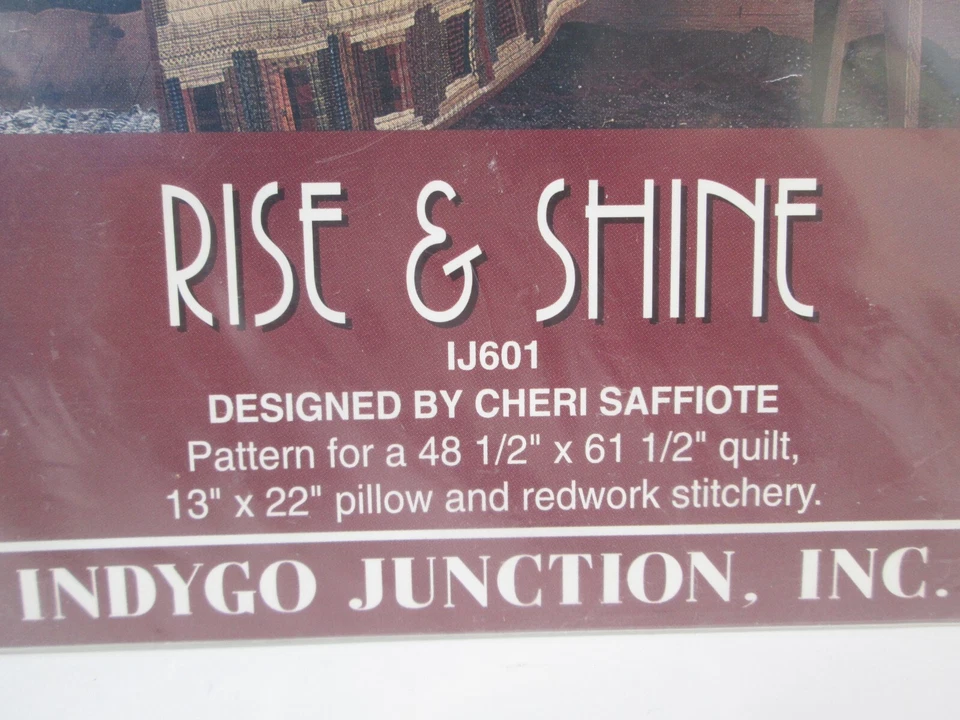 RISE & SHINE
IJ601
DESIGNED BY CHERI SAFFIOTE
Pattern for a 48 1/2" x 61 1/2" quilt,
13" x 22" pillow and redwork stitchery.
INDYGO JUNCTION, INC.